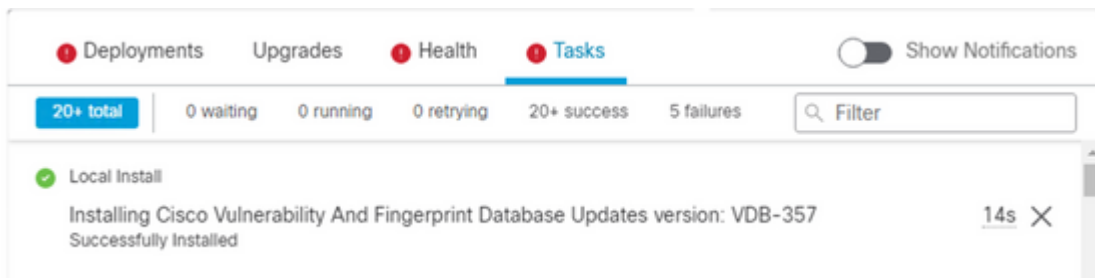 Deployments Upgrades Health Tasks Show Notifications
20+ total 0 waiting 0 running 0 retrying 20+ success 5 failures Filter
Local Install
Installing Cisco Vulnerability And Fingerprint Database Updates version: VDB-357 14s
Successfully Installed